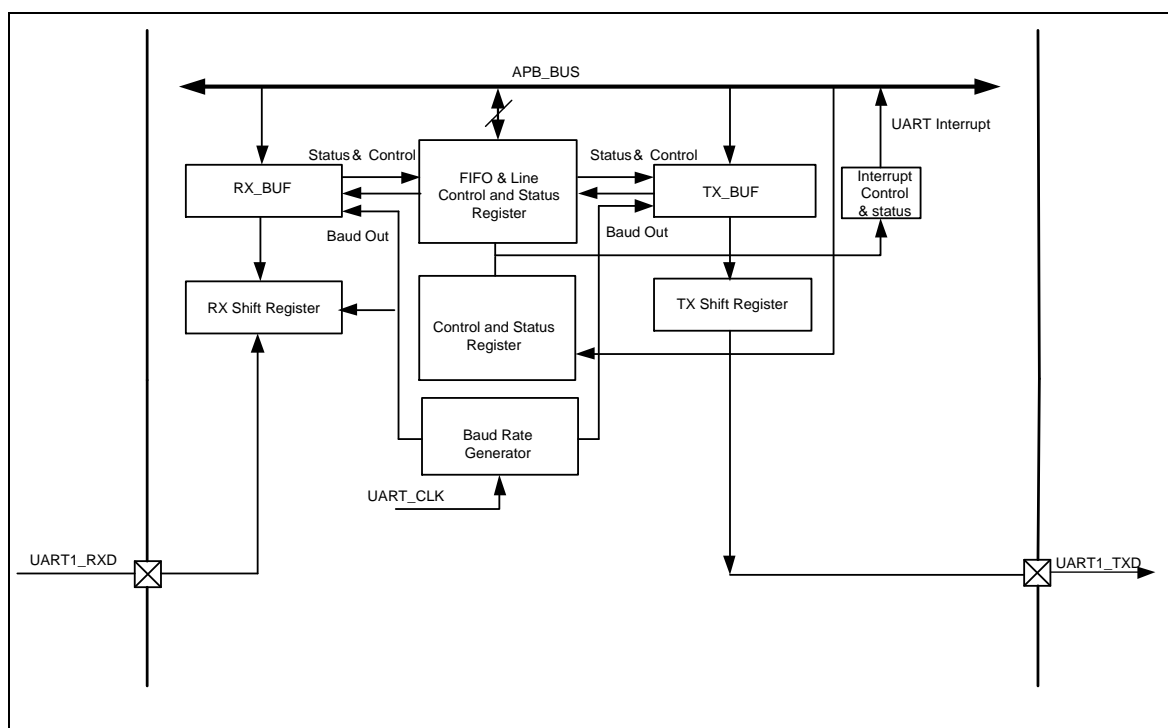 APB_BUS
UART Interrupt
Status & Control
Status & Control
RX_BUF
FIFO & Line
Control and Status
Register
TX_BUF
Interrupt
Control
& status
Baud Out
Baud Out
RX Shift Register
TX Shift Register
Control and Status
Register
Baud Rate
Generator
UART_CLK
UART1_RXD
UART1_TXD